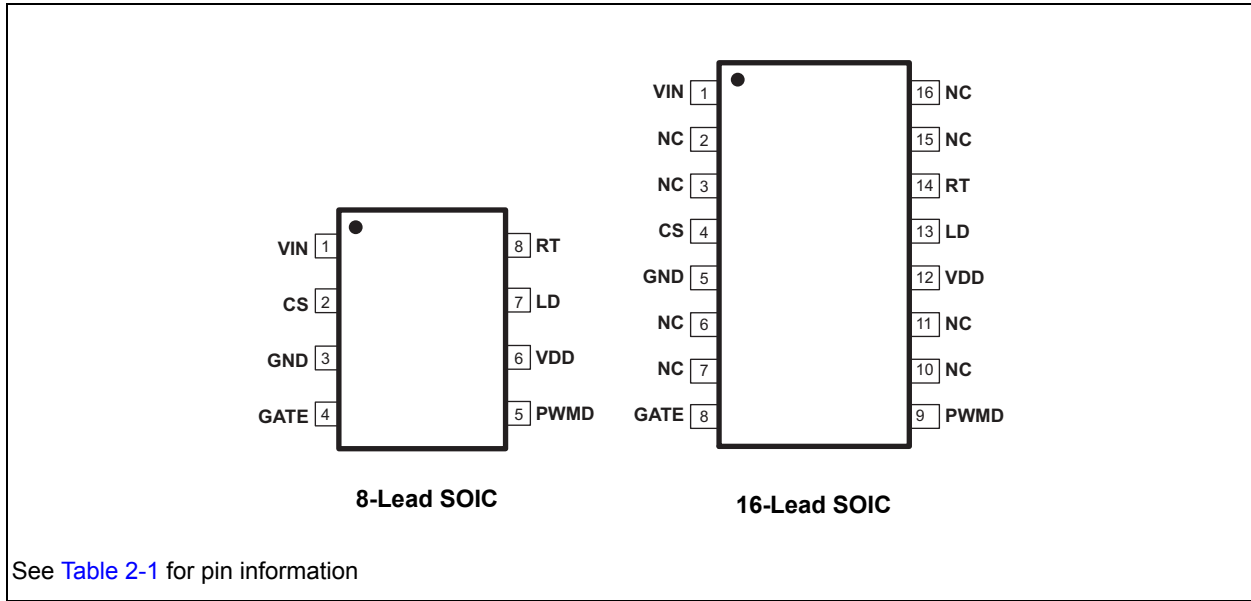 VIN 1
CS 2
GND 3
GATE 4
8 RT
7 LD
6 VDD
5 PWMD
8-Lead SOIC
VIN 1
NC 2
NC 3
CS 4
GND 5
NC 6
NC 7
GATE 8
16 NC
15 NC
14 RT
13 LD
12 VDD
11 NC
10 NC
9 PWMD
16-Lead SOIC
See Table 2-1 for pin information